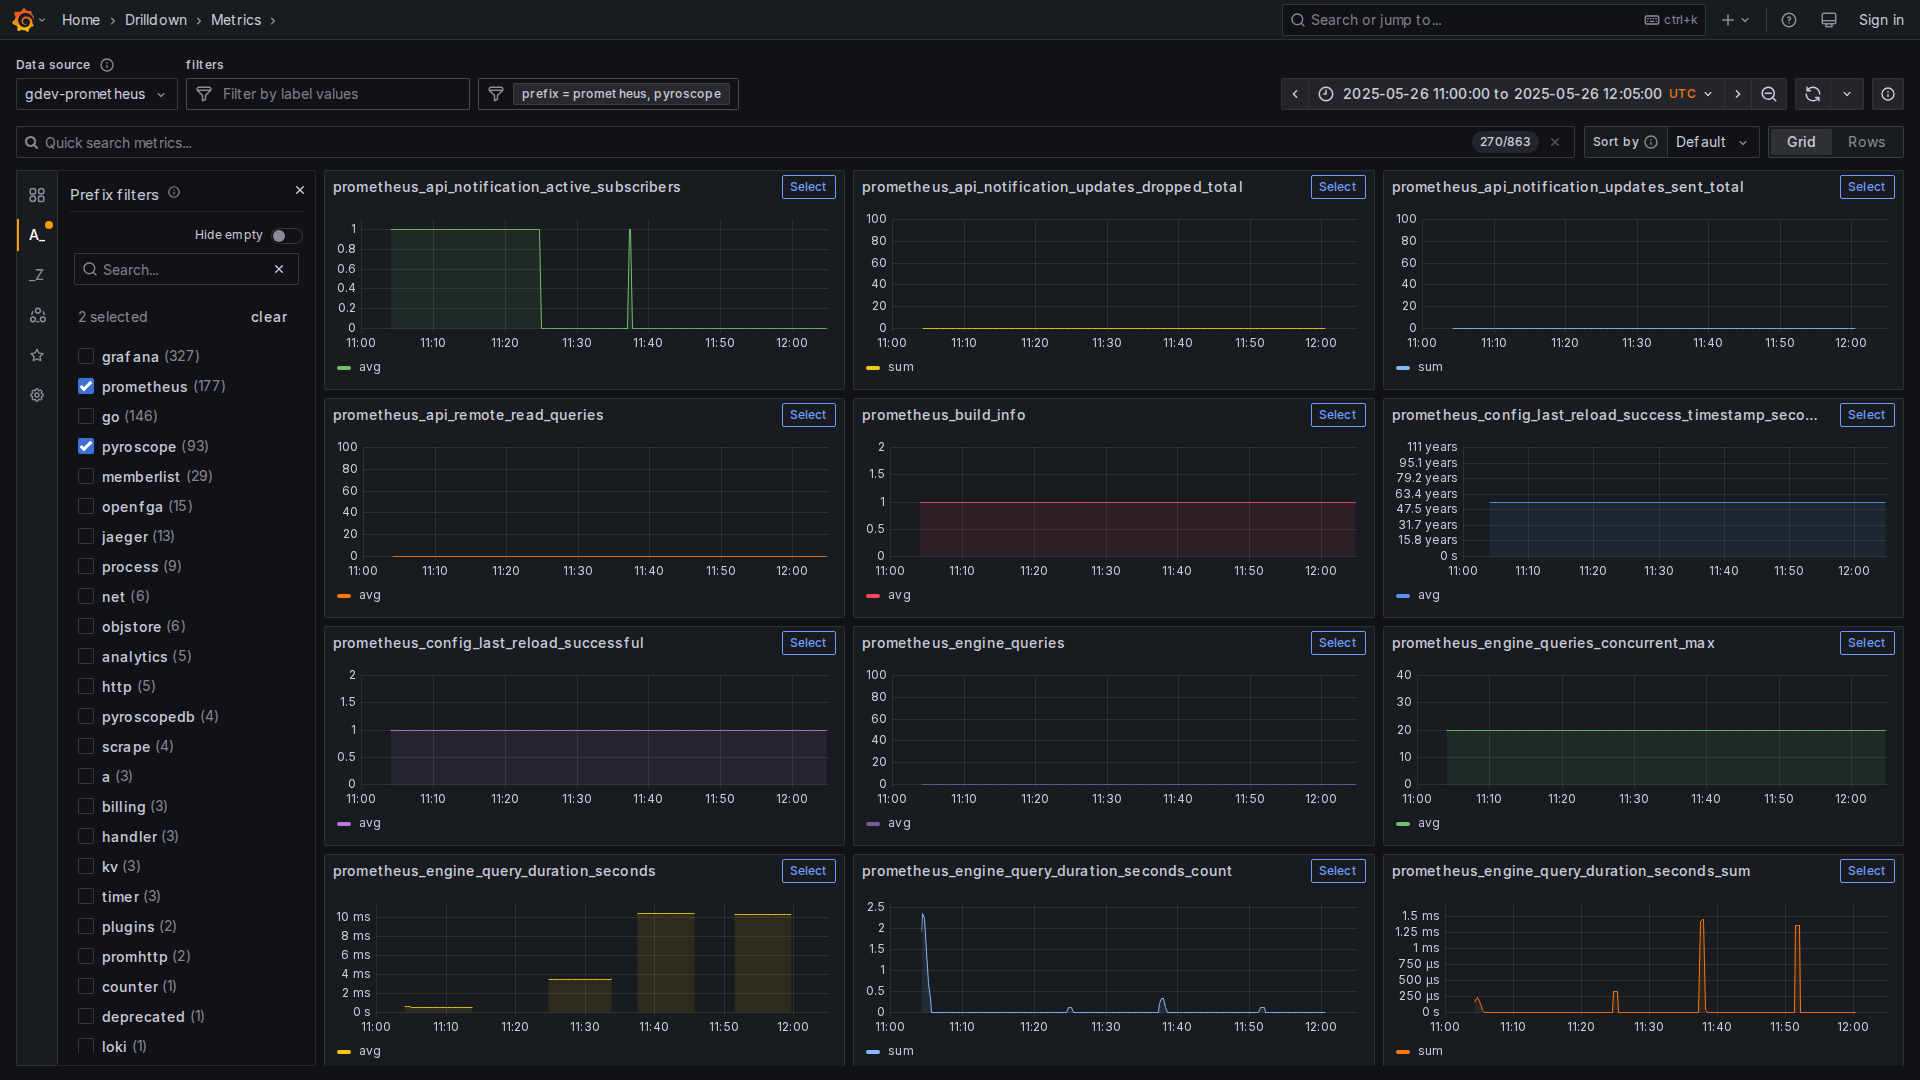 Home › Drilldown › Metrics ›
Search or jump to... ctrl+k
Sign in
Data source
filters
gdev-prometheus
Filter by label values
prefix = prometheus, pyroscope
2025-05-26 11:00:00 to 2025-05-26 12:05:00 UTC
Quick search metrics...
270/863
Sort by
Default
Grid
Rows
Prefix filters
A_
_Z
Hide empty
Search...
2 selected
clear
grafana (327)
prometheus (177)
go (146)
pyroscope (93)
memberlist (29)
openfga (15)
jaeger (13)
process (9)
net (6)
objstore (6)
analytics (5)
http (5)
pyroscopedb (4)
scrape (4)
a (3)
billing (3)
handler (3)
kv (3)
timer (3)
plugins (2)
promhttp (2)
counter (1)
deprecated (1)
loki (1)
prometheus_api_notification_active_subscribers
Select
1
0.8
0.6
0.4
0.2
0
11:00 11:10 11:20 11:30 11:40 11:50 12:00
avg
prometheus_api_notification_updates_dropped_total
Select
100
80
60
40
20
0
11:00 11:10 11:20 11:30 11:40 11:50 12:00
sum
prometheus_api_notification_updates_sent_total
Select
100
80
60
40
20
0
11:00 11:10 11:20 11:30 11:40 11:50 12:00
sum
prometheus_api_remote_read_queries
Select
100
80
60
40
20
0
11:00 11:10 11:20 11:30 11:40 11:50 12:00
avg
prometheus_build_info
Select
2
1.5
1
0.5
0
11:00 11:10 11:20 11:30 11:40 11:50 12:00
avg
prometheus_config_last_reload_success_timestamp_seco...
Select
111 years
95.1 years
79.2 years
63.4 years
47.5 years
31.7 years
15.8 years
0 s
11:00 11:10 11:20 11:30 11:40 11:50 12:00
avg
prometheus_config_last_reload_successful
Select
2
1.5
1
0.5
0
11:00 11:10 11:20 11:30 11:40 11:50 12:00
avg
prometheus_engine_queries
Select
100
80
60
40
20
0
11:00 11:10 11:20 11:30 11:40 11:50 12:00
avg
prometheus_engine_queries_concurrent_max
Select
40
30
20
10
0
11:00 11:10 11:20 11:30 11:40 11:50 12:00
avg
prometheus_engine_query_duration_seconds
Select
10 ms
8 ms
6 ms
4 ms
2 ms
0 s
11:00 11:10 11:20 11:30 11:40 11:50 12:00
avg
prometheus_engine_query_duration_seconds_count
Select
2.5
2
1.5
1
0.5
0
11:00 11:10 11:20 11:30 11:40 11:50 12:00
sum
prometheus_engine_query_duration_seconds_sum
Select
1.5 ms
1.25 ms
1 ms
750 µs
500 µs
250 µs
0 s
11:00 11:10 11:20 11:30 11:40 11:50 12:00
sum